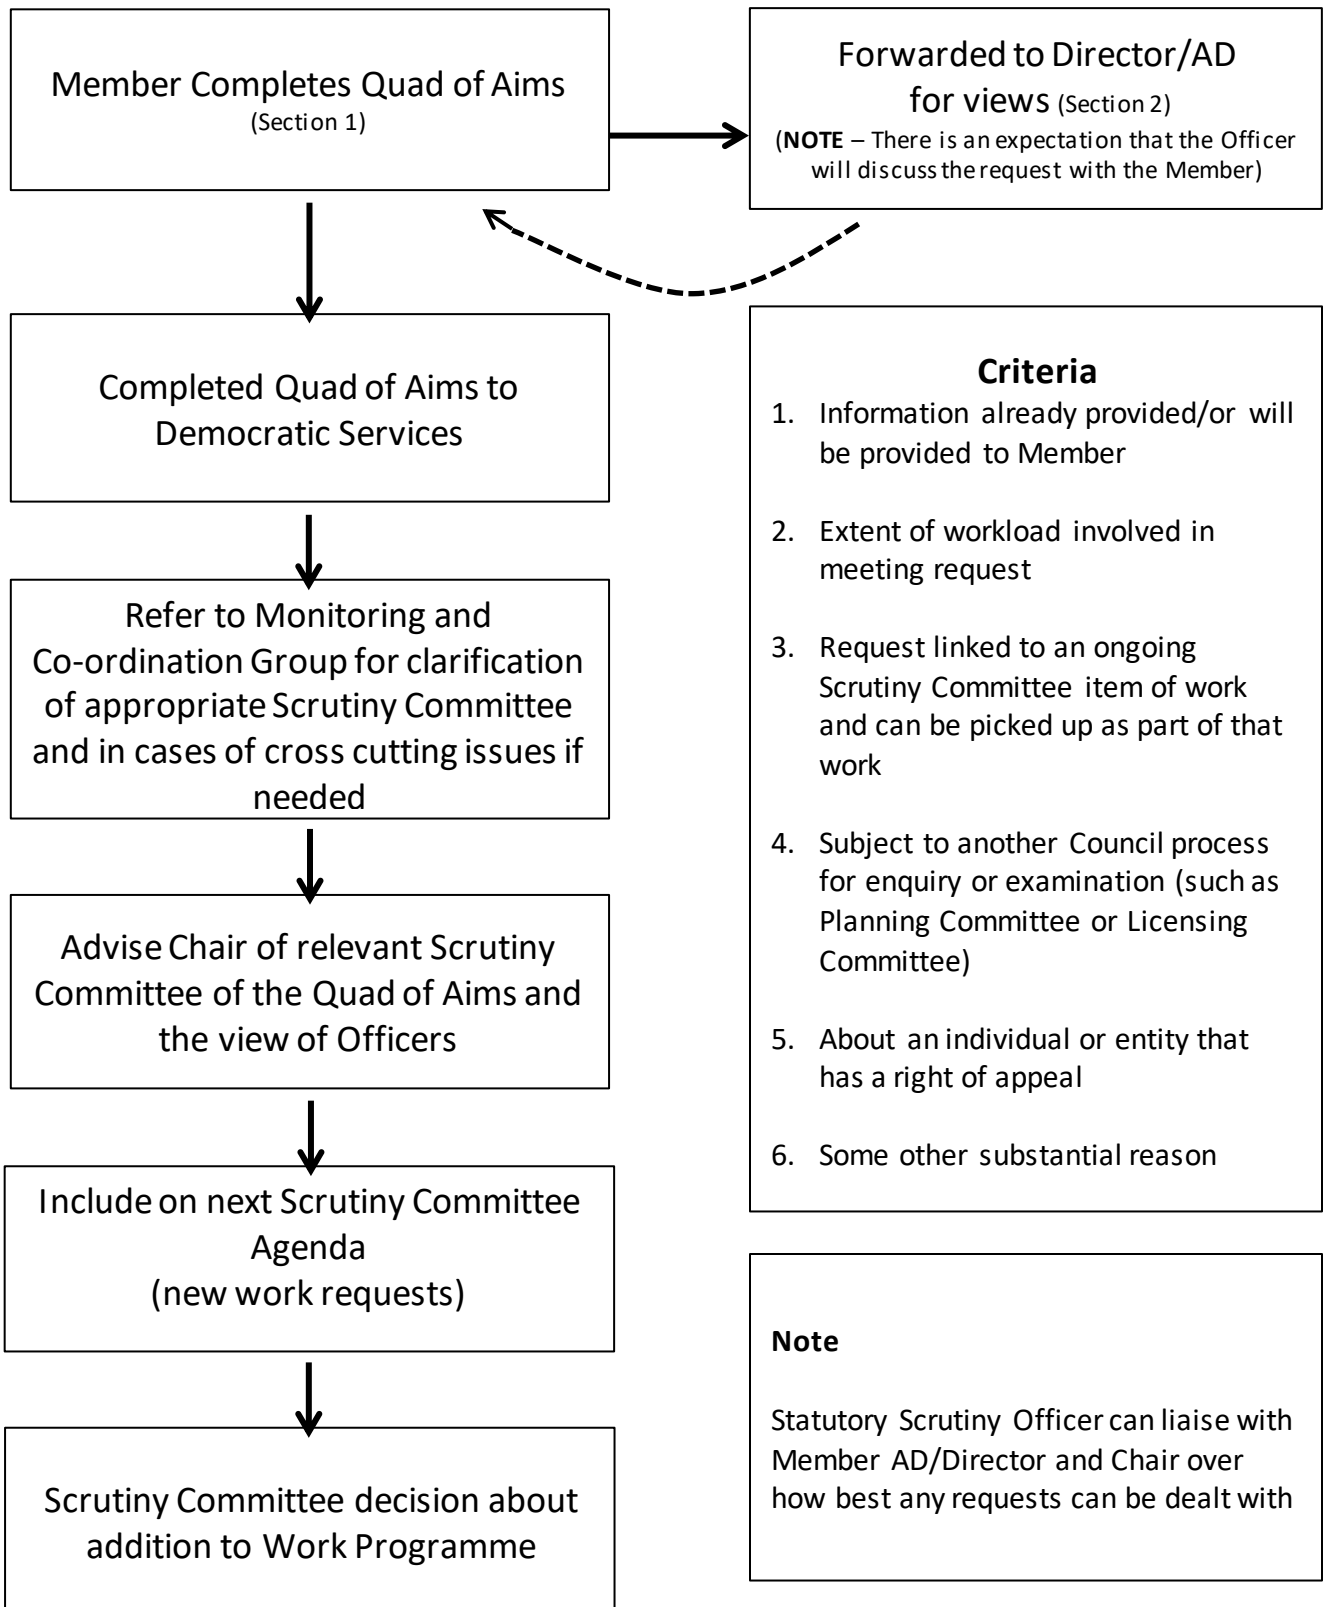 Member Completes Quad of Aims
(Section 1)
Forwarded to Director/AD
for views (Section 2)
(NOTE – There is an expectation that the Officer
will discuss the request with the Member)
Completed Quad of Aims to
Democratic Services
Refer to Monitoring and
Co-ordination Group for clarification
of appropriate Scrutiny Committee
and in cases of cross cutting issues if
needed
Advise Chair of relevant Scrutiny
Committee of the Quad of Aims and
the view of Officers
Include on next Scrutiny Committee
Agenda
(new work requests)
Scrutiny Committee decision about
addition to Work Programme
Criteria
1. Information already provided/or will
be provided to Member
2. Extent of workload involved in
meeting request
3. Request linked to an ongoing
Scrutiny Committee item of work
and can be picked up as part of that
work
4. Subject to another Council process
for enquiry or examination (such as
Planning Committee or Licensing
Committee)
5. About an individual or entity that
has a right of appeal
6. Some other substantial reason
Note
Statutory Scrutiny Officer can liaise with
Member AD/Director and Chair over
how best any requests can be dealt with